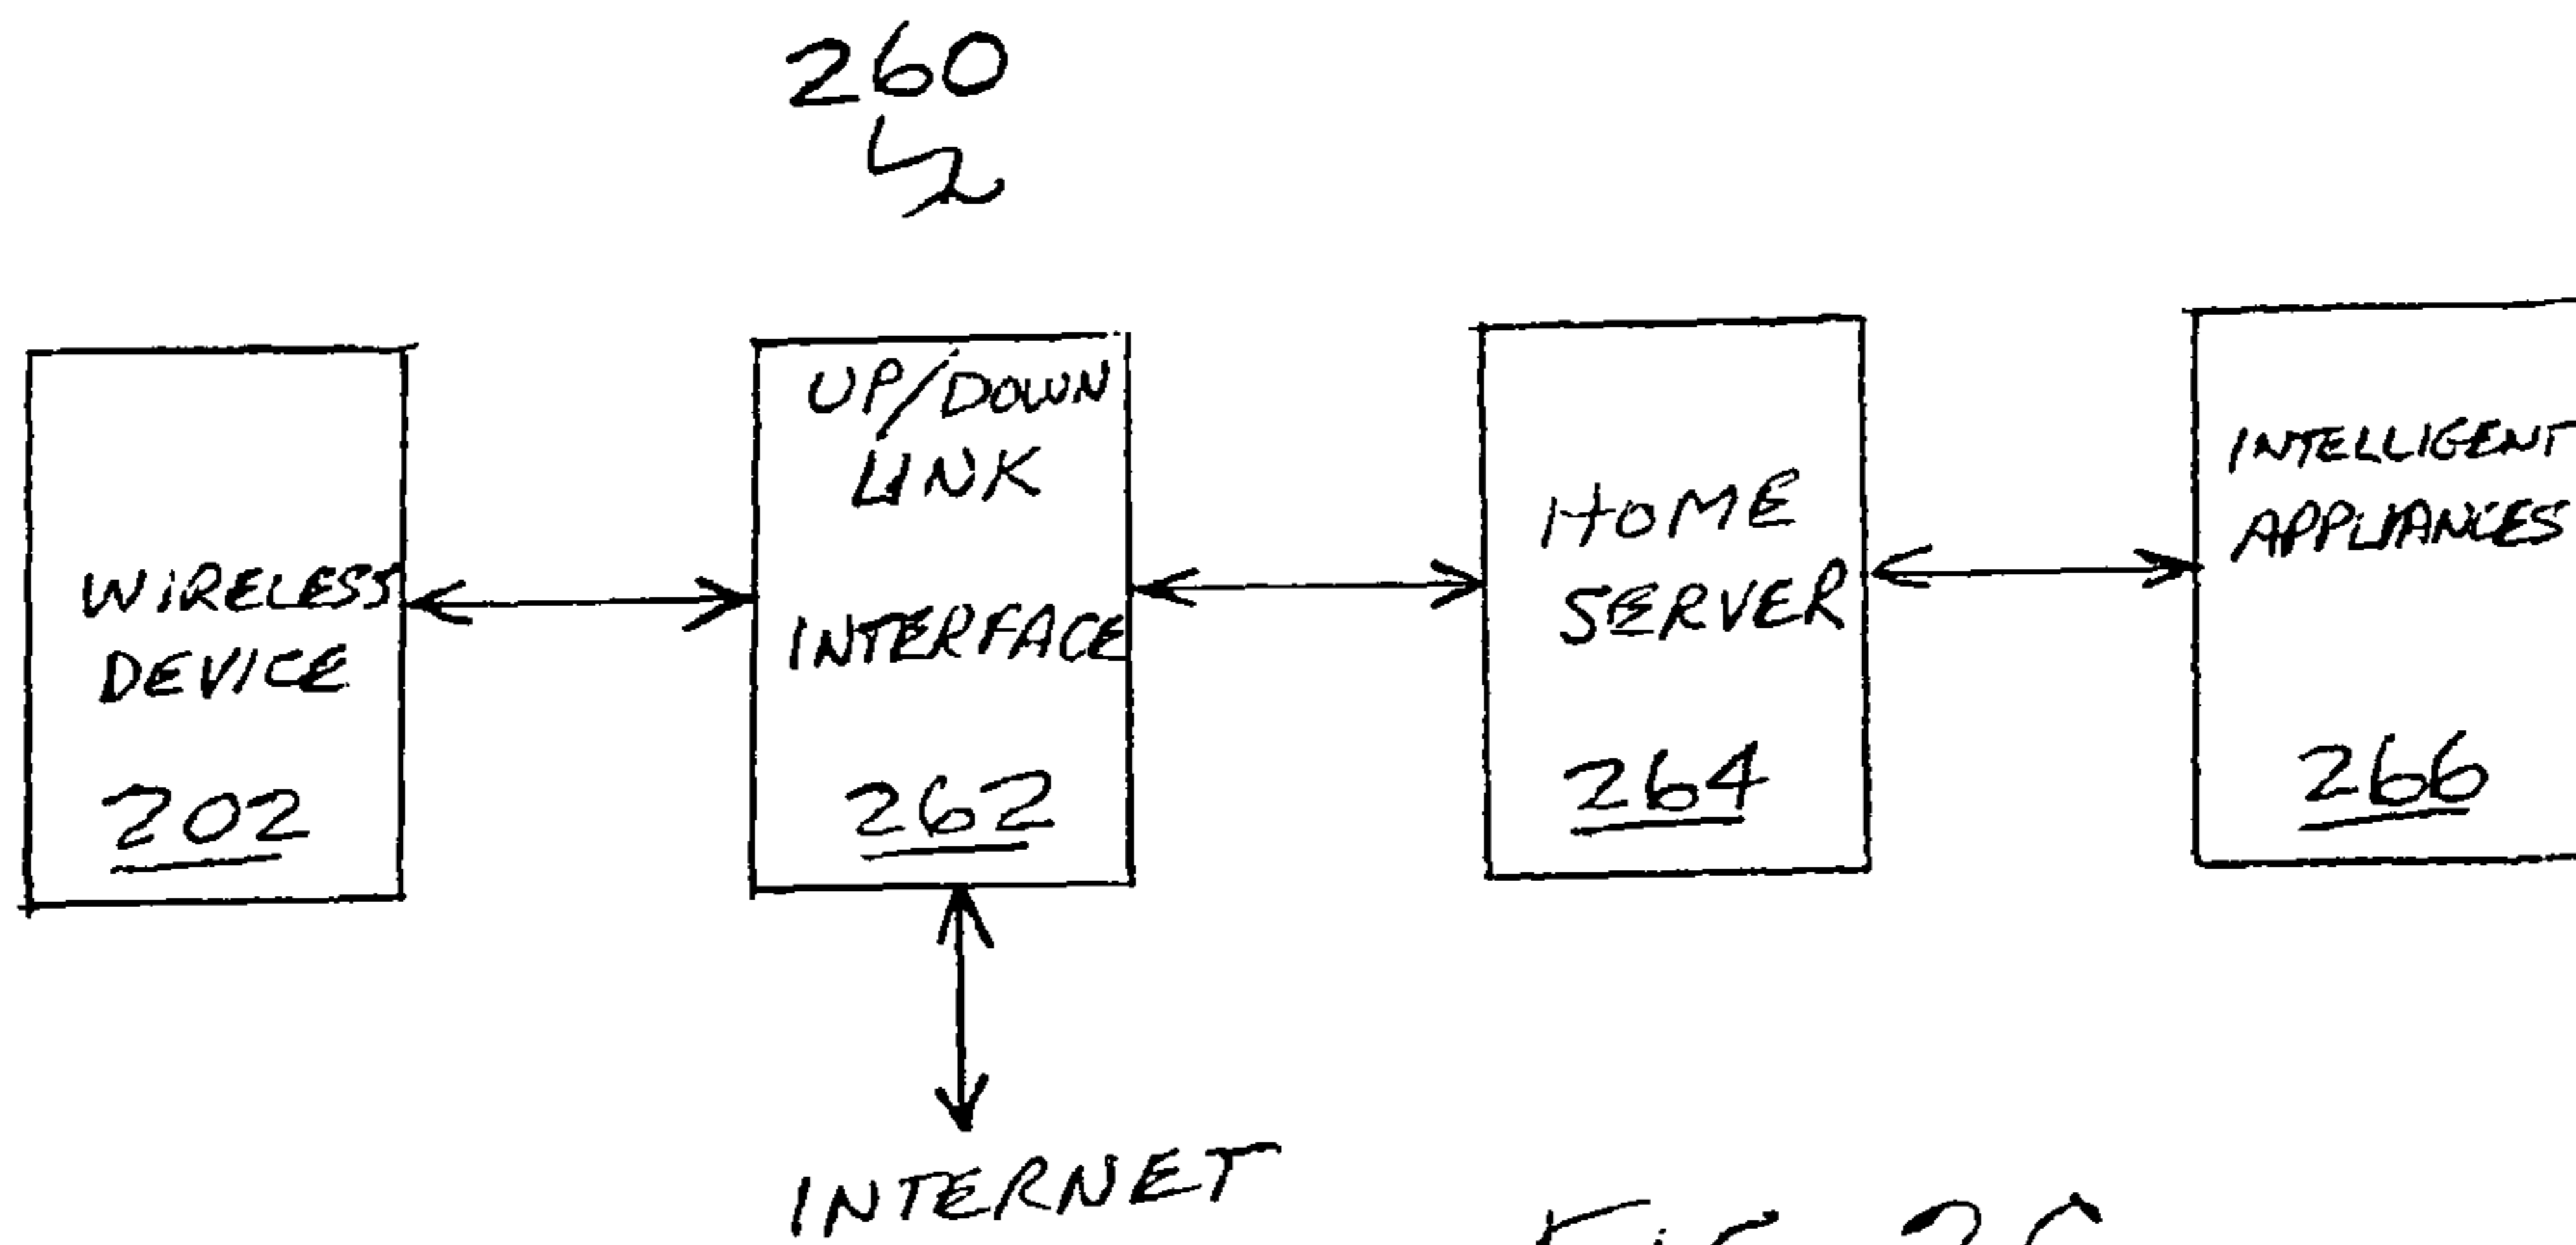 260
WIRELESS
DEVICE
202
UP/DOWN
LINK
INTERFACE
262
HOME
SERVER
264
INTELLIGENT
APPLIANCES
266
INTERNET